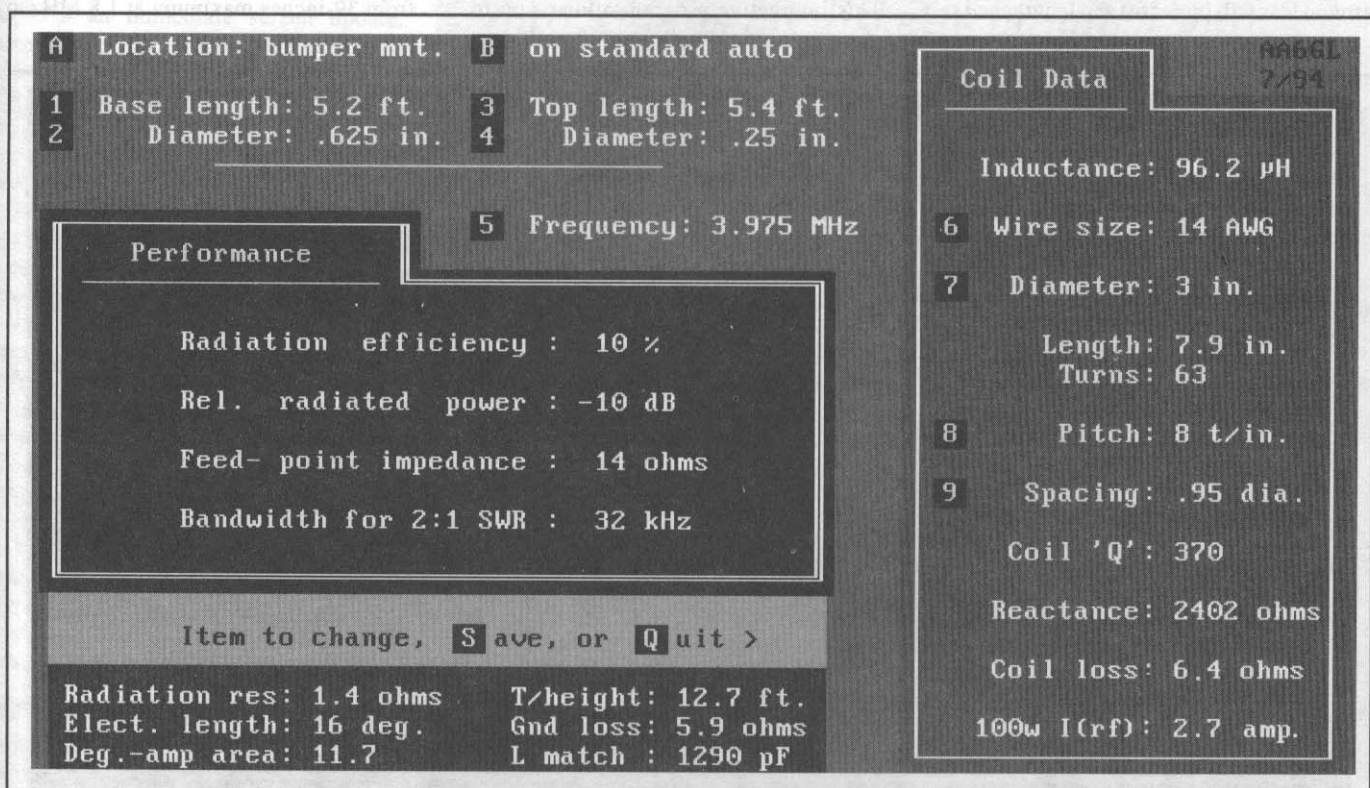 A Location: bumper mnt. B on standard auto
1 Base length: 5.2 ft. 3 Top length: 5.4 ft.
2 Diameter: .625 in. 4 Diameter: .25 in.
5 Frequency: 3.975 MHz
Performance
Radiation efficiency : 10 %
Rel. radiated power : -10 dB
Feed- point impedance : 14 ohms
Bandwidth for 2:1 SWR : 32 kHz
Item to change, S ave, or Q uit >
Radiation res: 1.4 ohms T/height: 12.7 ft.
Elect. length: 16 deg. Gnd loss: 5.9 ohms
Deg.-amp area: 11.7 L match : 1290 pF
AA6GL
7/94
Coil Data
Inductance: 96.2 µH
6 Wire size: 14 AWG
7 Diameter: 3 in.
Length: 7.9 in.
Turns: 63
8 Pitch: 8 t/in.
9 Spacing: .95 dia.
Coil 'Q': 370
Reactance: 2402 ohms
Coil loss: 6.4 ohms
100w I(rf): 2.7 amp.